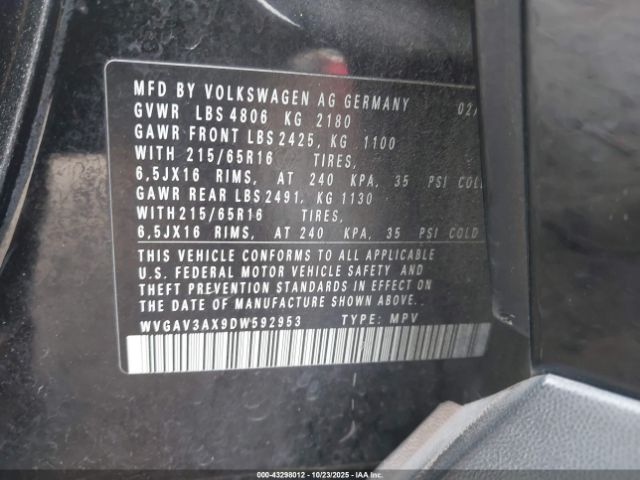 MFD BY VOLKSWAGEN AG GERMANY 02/
GVWR LBS 4806 KG 2180
GAWR FRONT LBS 2425, KG 1100
WITH 215/65R16 TIRES,
6,5JX16 RIMS, AT 240 KPA, 35 PSI COL
GAWR REAR LBS 2491, KG 1130
WITH 215/65R16 TIRES,
6,5JX16 RIMS, AT 240 KPA, 35 PSI COLD
THIS VEHICLE CONFORMS TO ALL APPLICABLE
U.S. FEDERAL MOTOR VEHICLE SAFETY AND
THEFT PREVENTION STANDARDS IN EFFECT ON
THE DATE OF MANUFACTURE SHOWN ABOVE.
WVGAV3AX9DW592953 TYPE: MPV
000-43298012 - 10/23/2025 - IAAI.COM